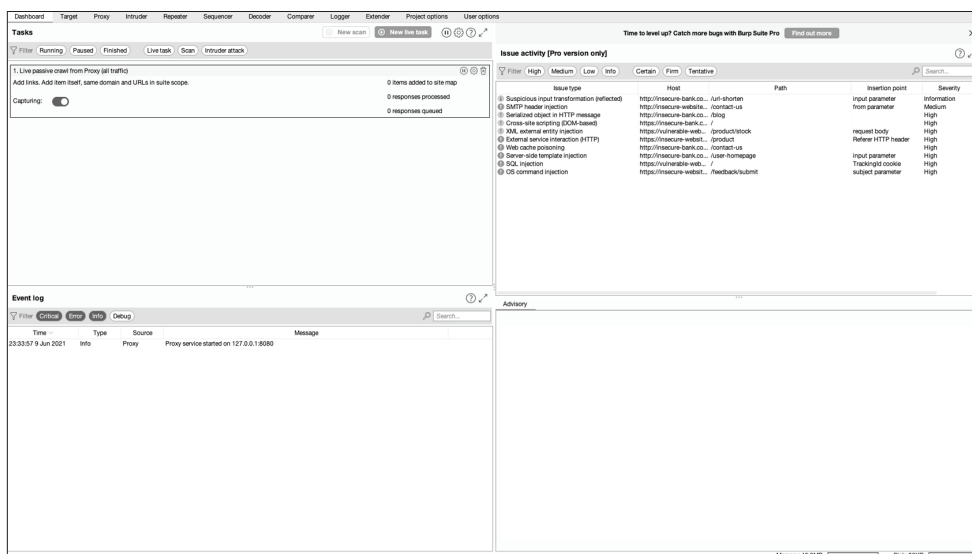 Dashboard Target Proxy Intruder Repeater Sequencer Decoder Comparer Logger Extender Project options User options
Tasks
New scan New live task
Filter Running Paused Finished Live task Scan Intruder attack
1. Live passive crawl from Proxy (all traffic)
Add links. Add item itself, same domain and URLs in suite scope.
0 items added to site map
Capturing:
0 responses processed
0 responses queued
Event log
Filter Critical Error Info Debug Search...
Time Type Source Message
23:33:57 9 Jun 2021 Info Proxy Proxy service started on 127.0.0.1:8080
Time to level up? Catch more bugs with Burp Suite Pro Find out more
Issue activity [Pro version only]
Filter High Medium Low Info Certain Firm Tentative Search...
Issue type Host Path Insertion point Severity
Suspicious input transformation (reflected) http://insecure-bank.co... /url-shorten input parameter Information
SMTP header injection http://insecure-website... /contact-us from parameter Medium
Serialized object in HTTP message http://insecure-bank.co... /blog High
Cross-site scripting (DOM-based) https://insecure-bank.c... / High
XML external entity injection https://vulnerable-web... /product/stock request body High
External service interaction (HTTP) https://insecure-websit... /product Referer HTTP header High
Web cache poisoning http://insecure-bank.co... /contact-us High
Server-side template injection http://insecure-bank.co... /user-homepage input parameter High
SQL injection https://vulnerable-web... / TrackingId cookie High
OS command injection https://insecure-websit... /feedback/submit subject parameter High
Advisory